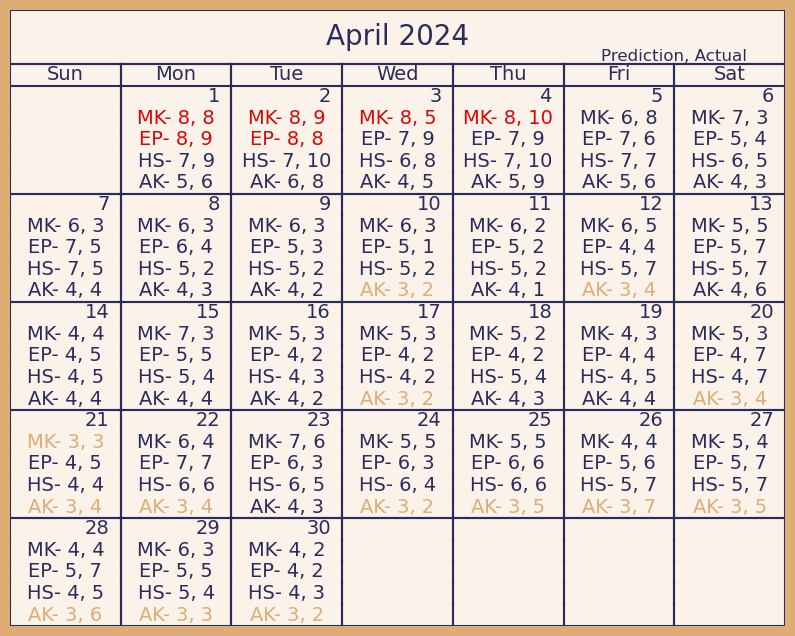 April 2024
Prediction, Actual
Sun Mon Tue Wed Thu Fri Sat
1 2 3 4 5 6
MK- 8, 8 MK- 8, 9 MK- 8, 5 MK- 8, 10 MK- 6, 8 MK- 7, 3
EP- 8, 9 EP- 8, 8 EP- 7, 9 EP- 7, 9 EP- 7, 6 EP- 5, 4
HS- 7, 9 HS- 7, 10 HS- 6, 8 HS- 7, 10 HS- 7, 7 HS- 6, 5
AK- 5, 6 AK- 6, 8 AK- 4, 5 AK- 5, 9 AK- 5, 6 AK- 4, 3
7 8 9 10 11 12 13
MK- 6, 3 MK- 6, 3 MK- 6, 3 MK- 6, 3 MK- 6, 2 MK- 6, 5 MK- 5, 5
EP- 7, 5 EP- 6, 4 EP- 5, 3 EP- 5, 1 EP- 5, 2 EP- 4, 4 EP- 5, 7
HS- 7, 5 HS- 5, 2 HS- 5, 2 HS- 5, 2 HS- 5, 2 HS- 5, 7 HS- 5, 7
AK- 4, 4 AK- 4, 3 AK- 4, 2 AK- 3, 2 AK- 4, 1 AK- 3, 4 AK- 4, 6
14 15 16 17 18 19 20
MK- 4, 4 MK- 7, 3 MK- 5, 3 MK- 5, 3 MK- 5, 2 MK- 4, 3 MK- 5, 3
EP- 4, 5 EP- 5, 5 EP- 4, 2 EP- 4, 2 EP- 4, 2 EP- 4, 4 EP- 4, 7
HS- 4, 5 HS- 5, 4 HS- 4, 3 HS- 4, 2 HS- 5, 4 HS- 4, 5 HS- 4, 7
AK- 4, 4 AK- 4, 4 AK- 4, 2 AK- 3, 2 AK- 4, 3 AK- 4, 4 AK- 3, 4
21 22 23 24 25 26 27
MK- 3, 3 MK- 6, 4 MK- 7, 6 MK- 5, 5 MK- 5, 5 MK- 4, 4 MK- 5, 4
EP- 4, 5 EP- 7, 7 EP- 6, 3 EP- 6, 3 EP- 6, 6 EP- 5, 6 EP- 5, 7
HS- 4, 4 HS- 6, 6 HS- 6, 5 HS- 6, 4 HS- 6, 6 HS- 5, 7 HS- 5, 7
AK- 3, 4 AK- 3, 4 AK- 4, 3 AK- 3, 2 AK- 3, 5 AK- 3, 7 AK- 3, 5
28 29 30
MK- 4, 4 MK- 6, 3 MK- 4, 2
EP- 5, 7 EP- 5, 5 EP- 4, 2
HS- 4, 5 HS- 5, 4 HS- 4, 3
AK- 3, 6 AK- 3, 3 AK- 3, 2